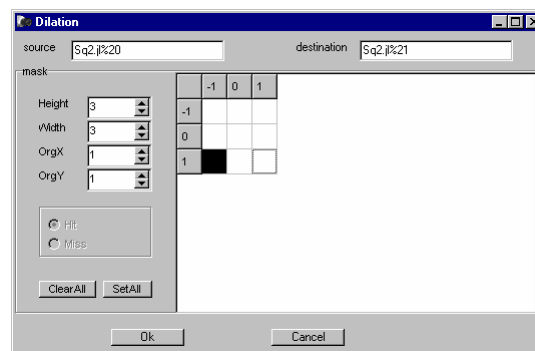 Dilation
source Sq2.jl%20 destination Sq2.jl%21
mask
-1 0 1
Height 3
-1
Width 3
0
OrgX 1
1
OrgY 1
Hit
Miss
ClearAll SetAll
Ok Cancel